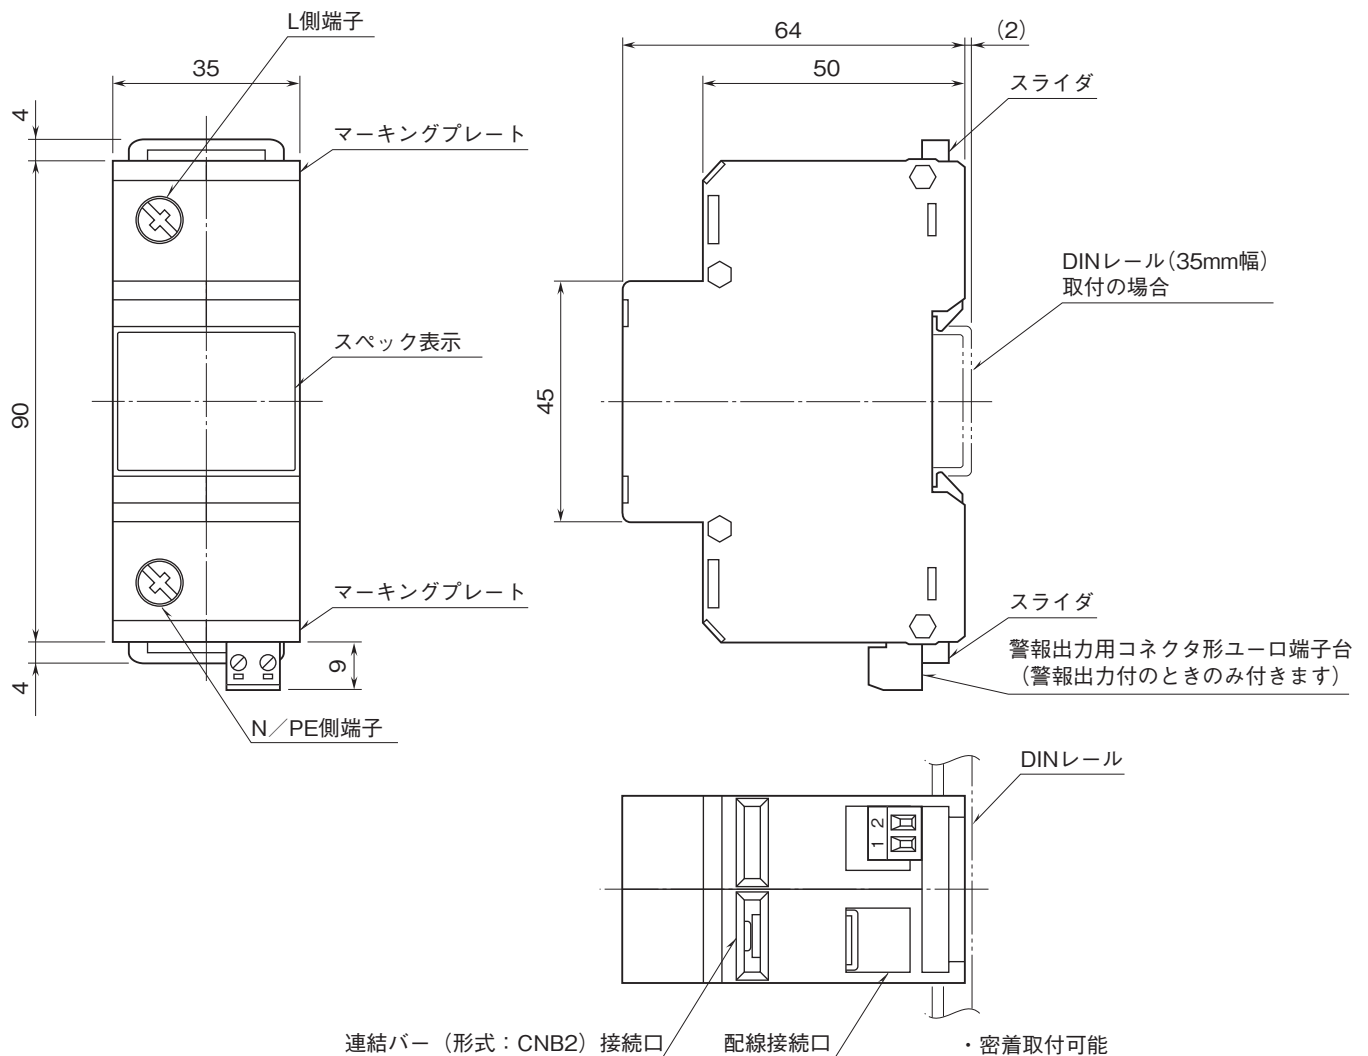 L側端子
64
(2)
35
50
スライダ
4
マーキングプレート
DINレール(35mm幅)
取付の場合
スペック表示
90
45
マーキングプレート
スライダ
警報出力用コネクタ形ユーロ端子台
（警報出力付のときのみ付きます）
9
4
N／PE側端子
DINレール
1 2
連結バー（形式：CNB2）接続口
配線接続口
・密着取付可能